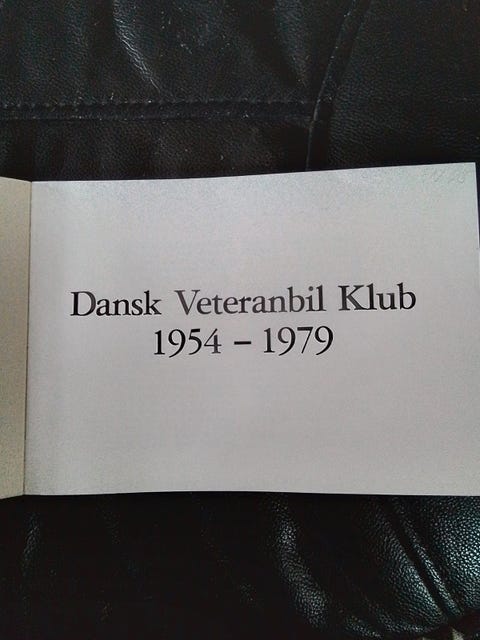 Dansk Veteranbil Klub
1954 – 1979